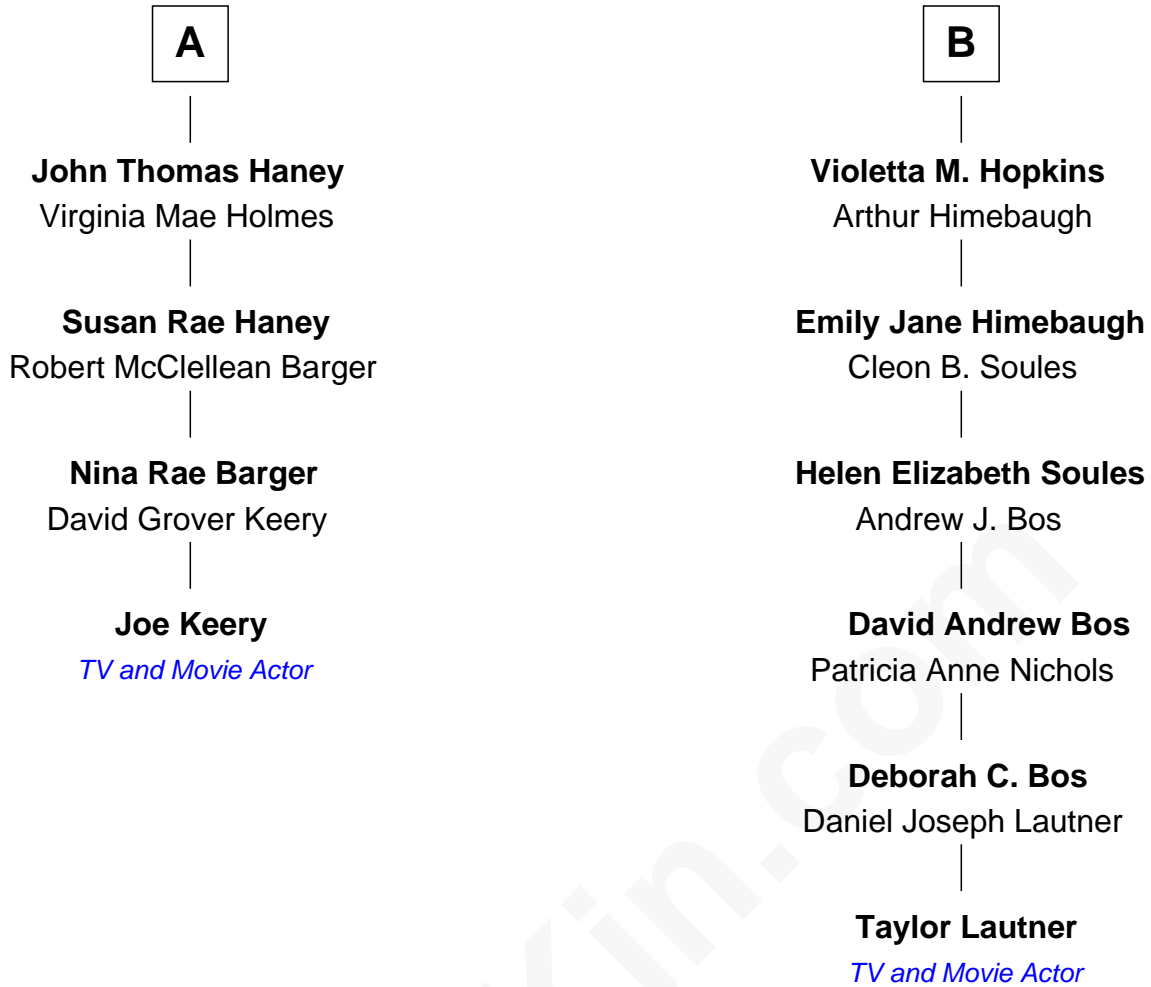 A
John Thomas Haney
Virginia Mae Holmes
Susan Rae Haney
Robert McClellean Barger
Nina Rae Barger
David Grover Keery
Joe Keery
TV and Movie Actor
B
Violetta M. Hopkins
Arthur Himebaugh
Emily Jane Himebaugh
Cleon B. Soules
Helen Elizabeth Soules
Andrew J. Bos
David Andrew Bos
Patricia Anne Nichols
Deborah C. Bos
Daniel Joseph Lautner
Taylor Lautner
TV and Movie Actor
Kin.com